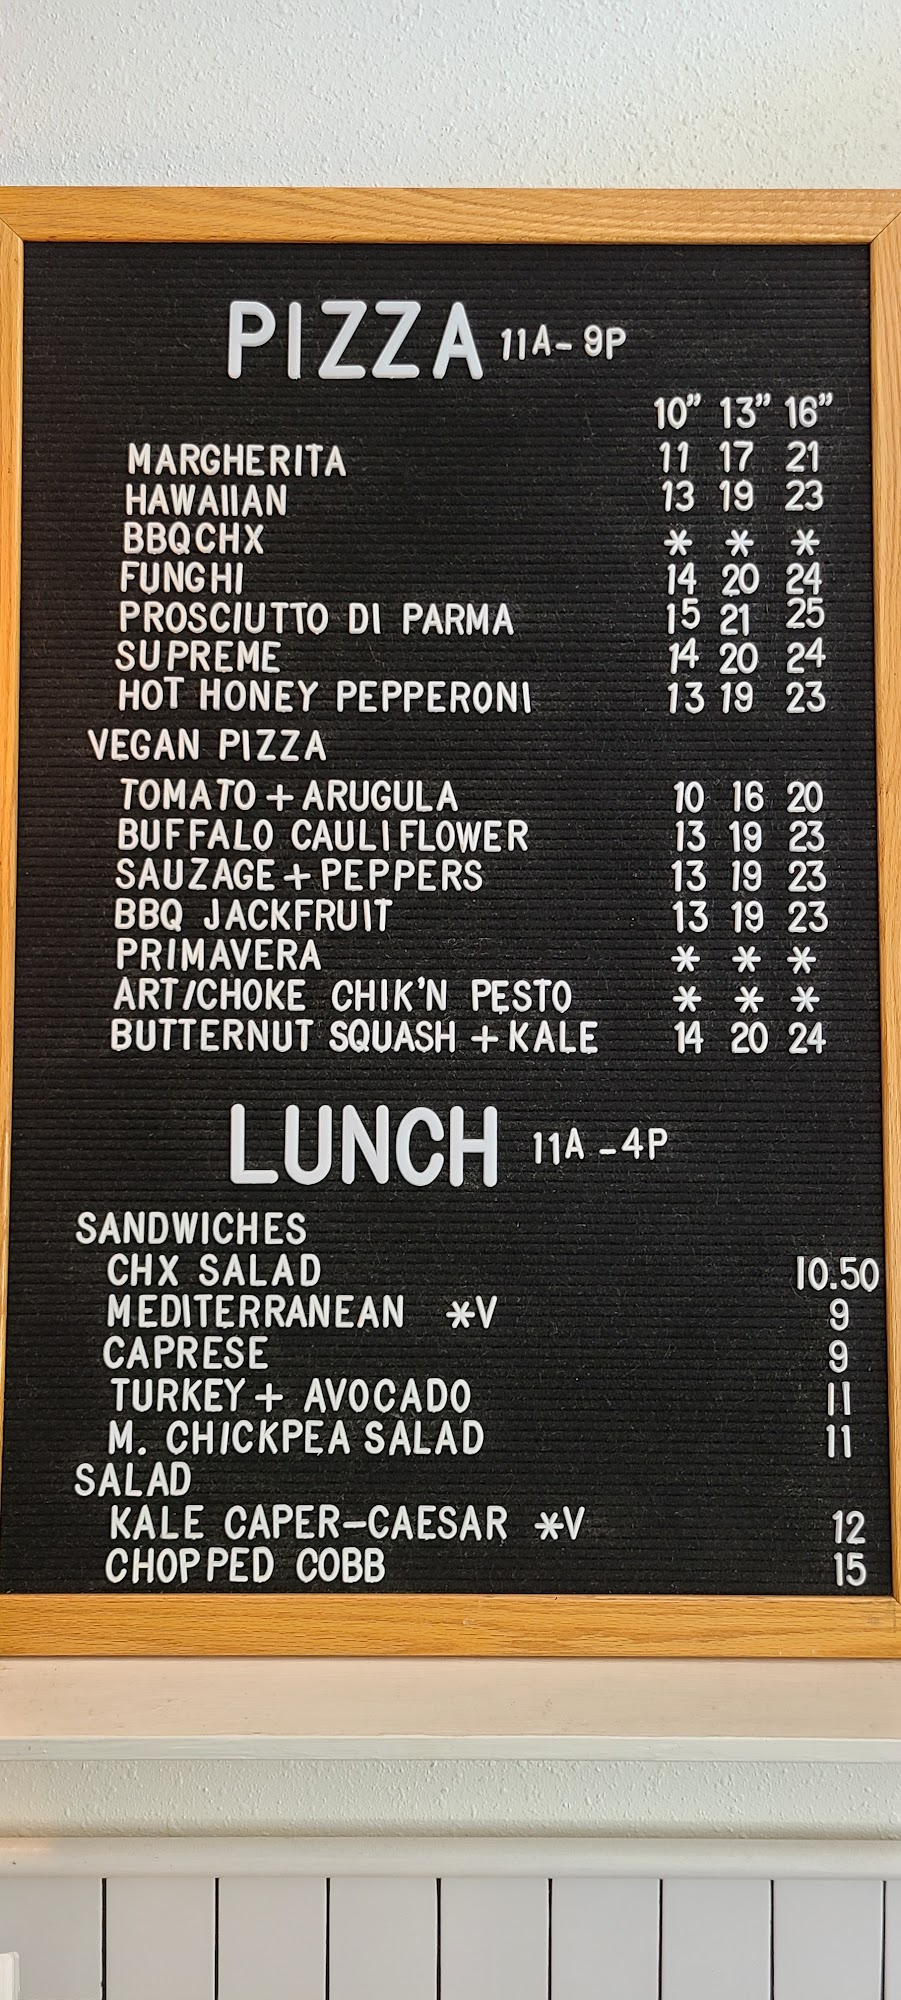 PIZZA 11A-9P
10" 13" 16"
MARGHERITA 11 17 21
HAWAIIAN 13 19 23
BBQCHX * * *
FUNGHI 14 20 24
PROSCIUTTO DI PARMA 15 21 25
SUPREME 14 20 24
HOT HONEY PEPPERONI 13 19 23
VEGAN PIZZA
TOMATO + ARUGULA 10 16 20
BUFFALO CAULIFLOWER 13 19 23
SAUZAGE + PEPPERS 13 19 23
BBQ JACKFRUIT 13 19 23
PRIMAVERA * * *
ART/CHOKE CHIK'N PESTO * * *
BUTTERNUT SQUASH + KALE 14 20 24
LUNCH 11A -4P
SANDWICHES
CHX SALAD 10.50
MEDITERRANEAN *V 9
CAPRESE 9
TURKEY + AVOCADO 11
M. CHICKPEA SALAD 11
SALAD
KALE CAPER-CAESAR *V 12
CHOPPED COBB 15